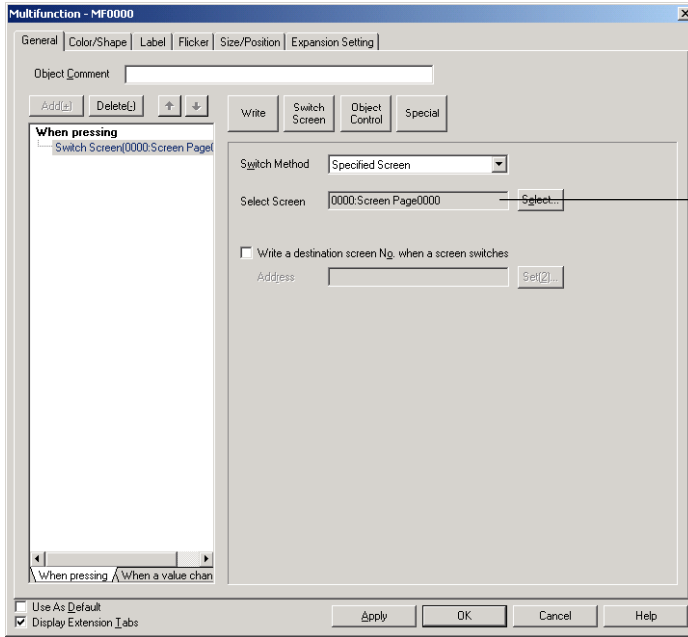 Multifunction - MF0000
General Color/Shape Label Flicker Size/Position Expansion Setting
Object Comment
Add(+) Delete(-)
Write Switch Screen Object Control Special
When pressing
Switch Screen(0000:Screen Page(
Switch Method Specified Screen
Select Screen 0000:Screen Page0000 Select...
Write a destination screen No. when a screen switches
Address Set(2)...
When pressing When a value chan
Use As Default
Display Extension Tabs
Apply OK Cancel Help